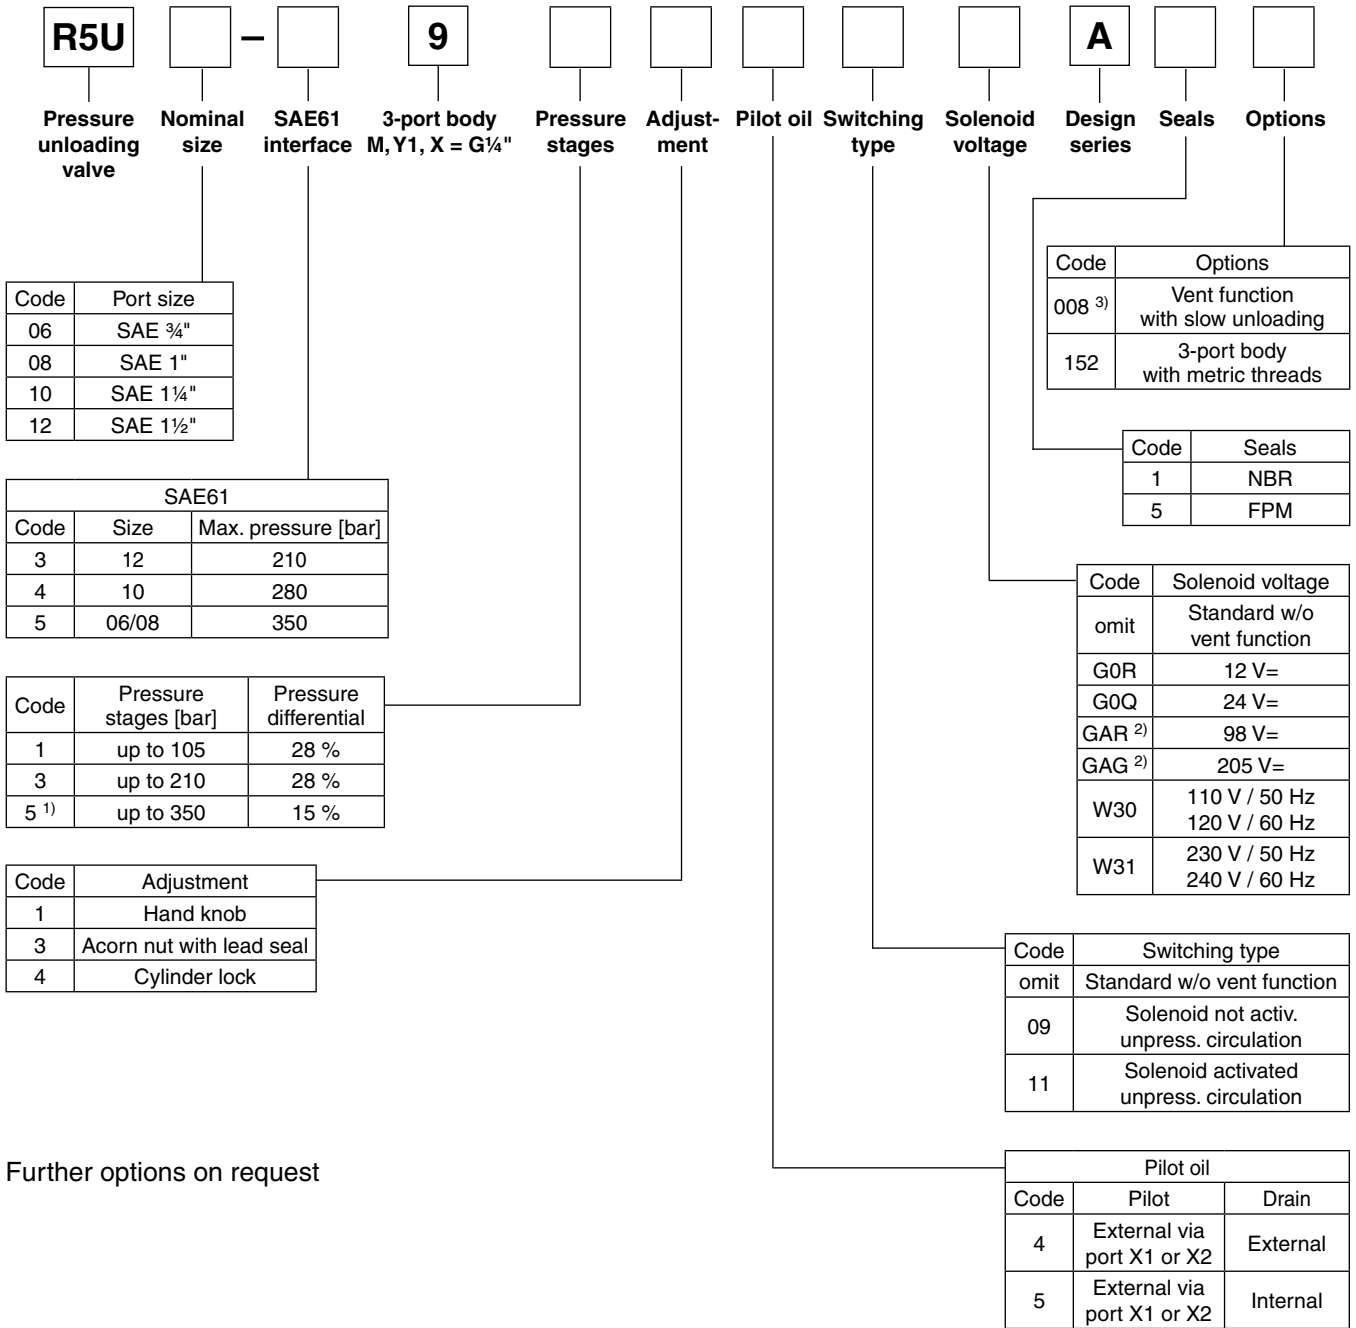 R5U – 9 A
Pressure unloading valve
Nominal size
SAE61 interface
3-port body M, Y1, X = G¼"
Pressure stages
Adjust-ment
Pilot oil
Switching type
Solenoid voltage
Design series
Seals
Options
Code Port size
06 SAE ¾"
08 SAE 1"
10 SAE 1¼"
12 SAE 1½"
SAE61
Code Size Max. pressure [bar]
3 12 210
4 10 280
5 06/08 350
Code Pressure stages [bar] Pressure differential
1 up to 105 28 %
3 up to 210 28 %
5 1) up to 350 15 %
Code Adjustment
1 Hand knob
3 Acorn nut with lead seal
4 Cylinder lock
Further options on request
Code Options
008 3) Vent function with slow unloading
152 3-port body with metric threads
Code Seals
1 NBR
5 FPM
Code Solenoid voltage
omit Standard w/o vent function
G0R 12 V=
G0Q 24 V=
GAR 2) 98 V=
GAG 2) 205 V=
W30 110 V / 50 Hz
120 V / 60 Hz
W31 230 V / 50 Hz
240 V / 60 Hz
Code Switching type
omit Standard w/o vent function
09 Solenoid not activ. unpress. circulation
11 Solenoid activated unpress. circulation
Pilot oil
Code Pilot Drain
4 External via port X1 or X2 External
5 External via port X1 or X2 Internal